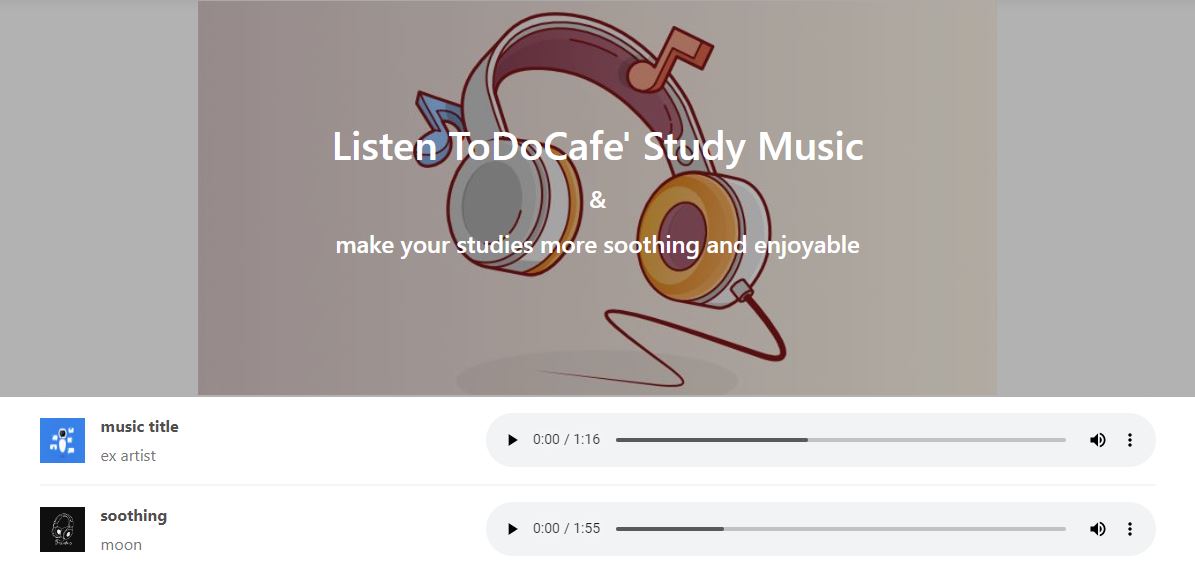 Listen ToDoCafe' Study Music
&
make your studies more soothing and enjoyable
music title
ex artist
0:00 / 1:16
soothing
moon
0:00 / 1:55